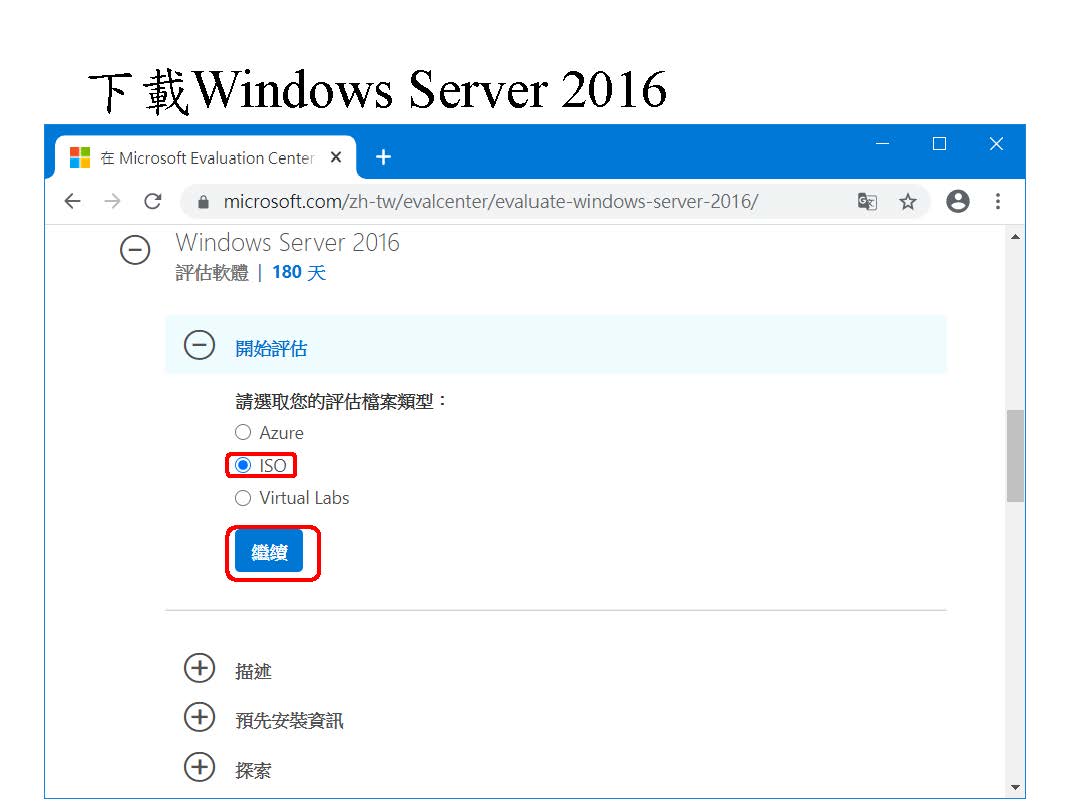 下載Windows Server 2016
在 Microsoft Evaluation Center
microsoft.com/zh-tw/evalcenter/evaluate-windows-server-2016/
Windows Server 2016
評估軟體 | 180 天
開始評估
請選取您的評估檔案類型：
Azure
ISO
Virtual Labs
繼續
描述
預先安裝資訊
探索